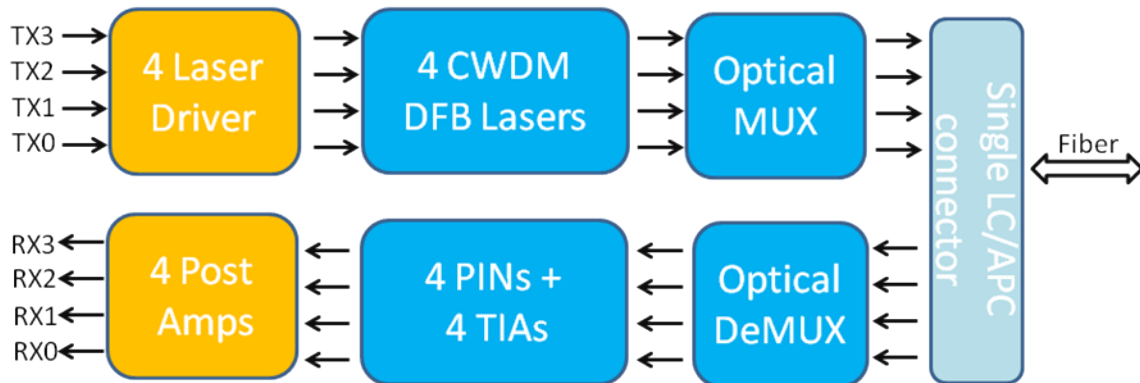 TX3
TX2
TX1
TX0
4 Laser
Driver
4 CWDM
DFB Lasers
Optical
MUX
Single LC/APC
connector
Fiber
RX3
RX2
RX1
RX0
4 Post
Amps
4 PINs +
4 TIAs
Optical
DeMUX